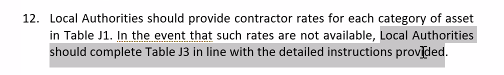 12. Local Authorities should provide contractor rates for each category of asset
in Table J1. In the event that such rates are not available, Local Authorities
should complete Table J3 in line with the detailed instructions provided.